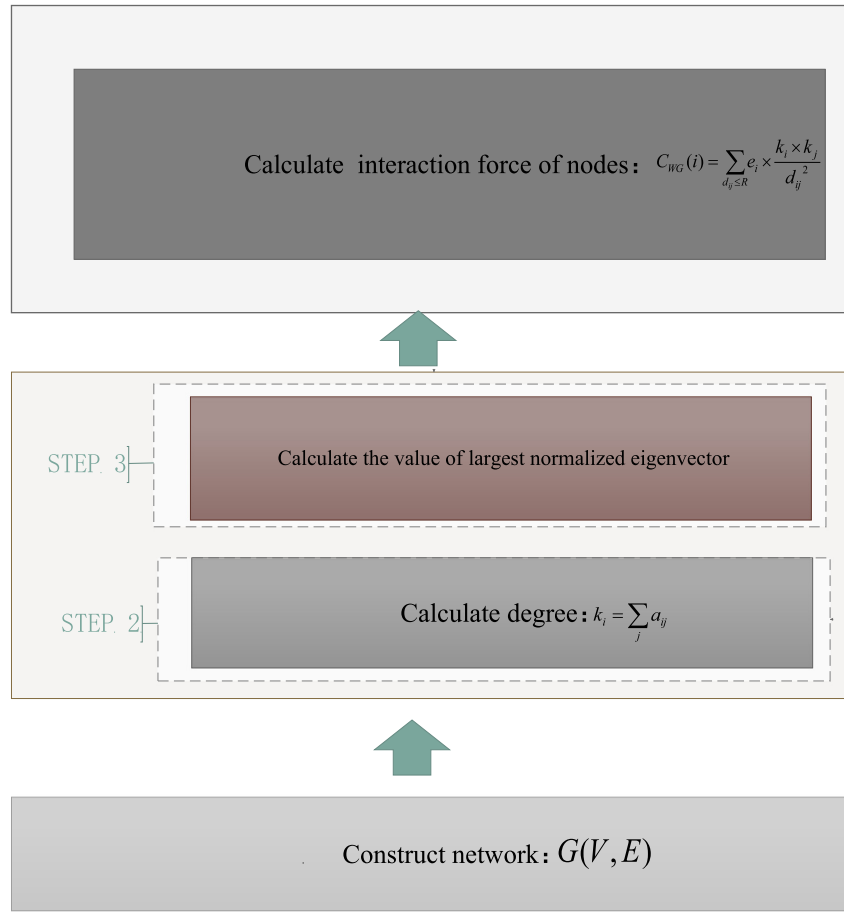 Calculate interaction force of nodes: C_{WG}(i) = \sum_{d_{ij} \leq R} e_i \times \frac{k_i \times k_j}{d_{ij}^2}
STEP. 3
Calculate the value of largest normalized eigenvector
STEP. 2
Calculate degree: k_i = \sum_j a_{ij}
Construct network: G(V, E)